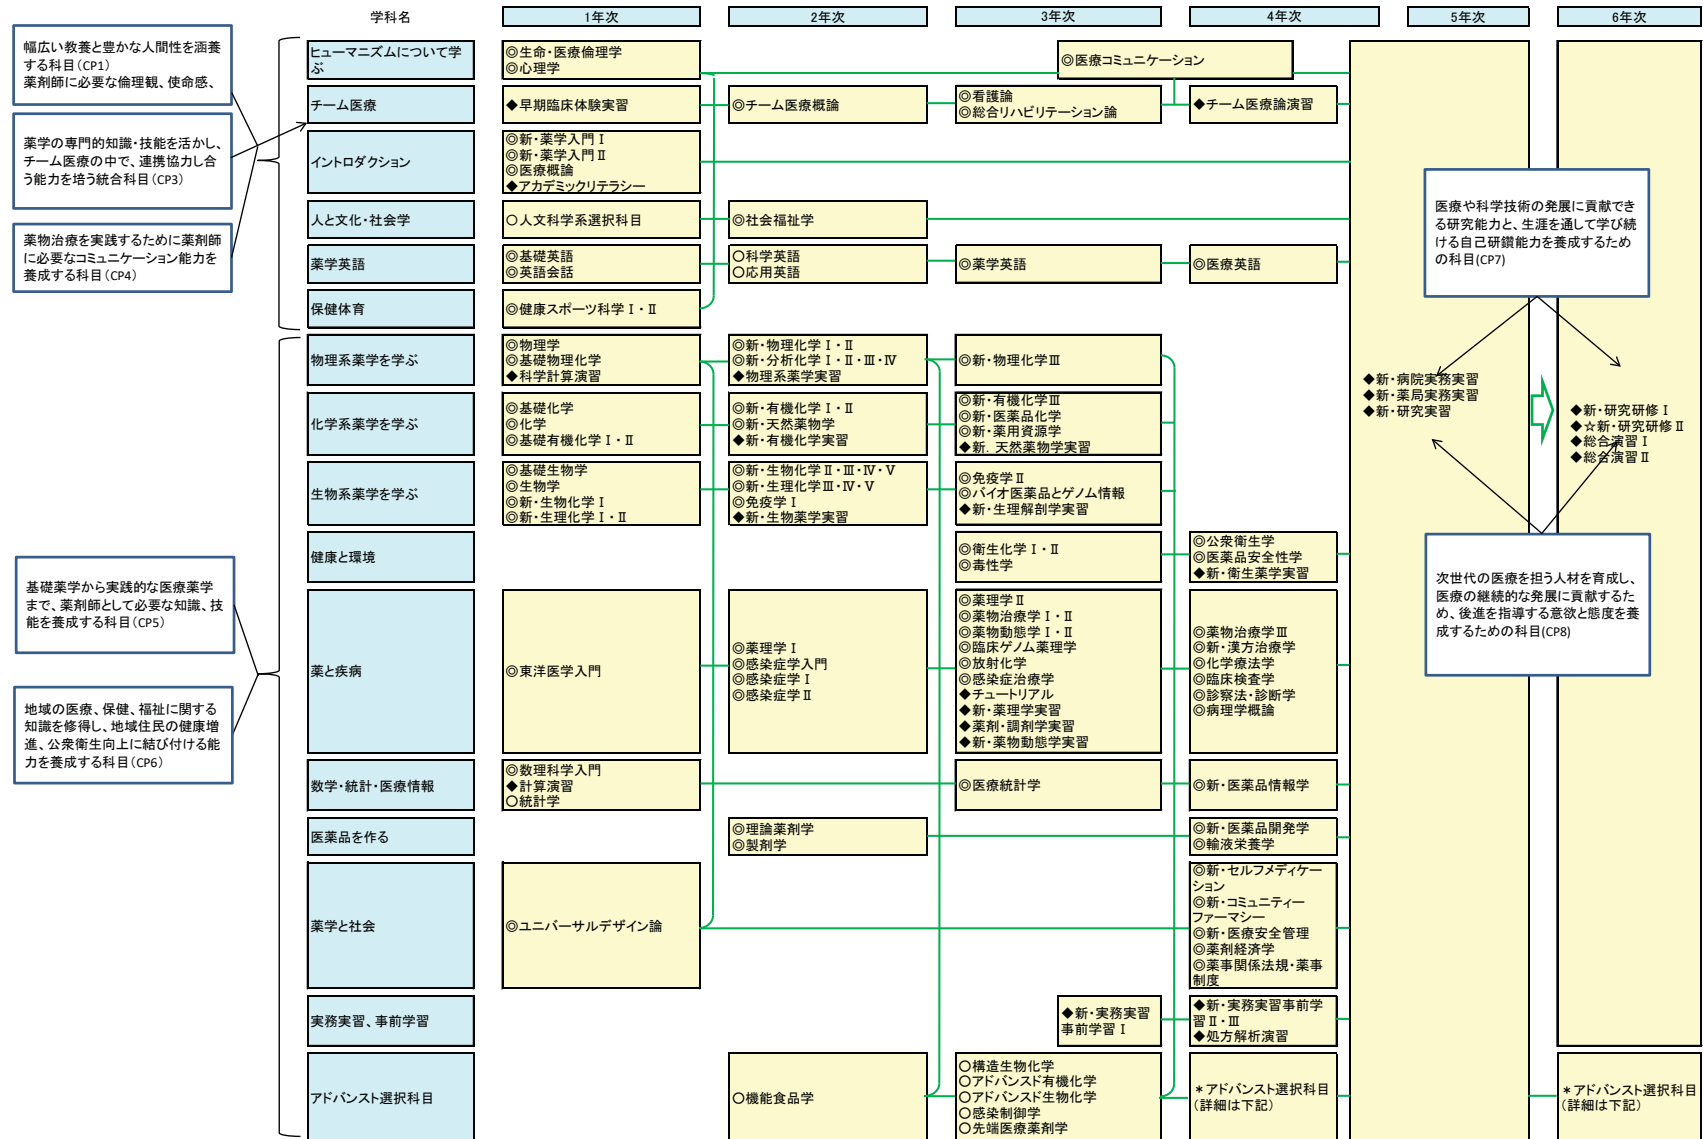 学科名
1年次
2年次
3年次
4年次
5年次
6年次
幅広い教養と豊かな人間性を涵養
する科目(CP1)
薬剤師に必要な倫理観、使命感、
薬学の専門的知識・技能を活かし、
チーム医療の中で、連携協力し合
う能力を培う統合科目(CP3)
薬物治療を実践するために薬剤師
に必要なコミュニケーション能力を
養成する科目(CP4)
ヒューマニズムについて学
ぶ
◎生命・医療倫理学
◎心理学
◎医療コミュニケーション
チーム医療
◆早期臨床体験実習
◎チーム医療概論
◎看護論
◎総合リハビリテーション論
◆チーム医療論演習
イントロダクション
◎新・薬学入門Ⅰ
◎新・薬学入門Ⅱ
◎医療概論
◆アカデミックリテラシー
人と文化・社会学
○人文科学系選択科目
◎社会福祉学
薬学英語
◎基礎英語
◎英語会話
○科学英語
○応用英語
◎薬学英語
◎医療英語
保健体育
◎健康スポーツ科学Ⅰ・Ⅱ
医療や科学技術の発展に貢献でき
る研究能力と、生涯を通して学び続
ける自己研鑽能力を養成するため
の科目(CP7)
物理系薬学を学ぶ
◎物理学
◎基礎物理化学
◆科学計算演習
◎新・物理化学Ⅰ・Ⅱ
◎新・分析化学Ⅰ・Ⅱ・Ⅲ・Ⅳ
◆物理系薬学実習
◎新・物理化学Ⅲ
化学系薬学を学ぶ
◎基礎化学
◎化学
◎基礎有機化学Ⅰ・Ⅱ
◎新・有機化学Ⅰ・Ⅱ
◎新・天然薬物学
◆新・有機化学実習
◎新・有機化学Ⅲ
◎新・医薬品化学
◎新・薬用資源学
◆新．天然薬物学実習
◆新・病院実務実習
◆新・薬局実務実習
◆新・研究実習
◆新・研究研修Ⅰ
◆☆新・研究研修Ⅱ
◆総合演習Ⅰ
◆総合演習Ⅱ
生物系薬学を学ぶ
◎基礎生物学
◎生物学
◎新・生物化学Ⅰ
◎新・生理化学Ⅰ・Ⅱ
◎新・生物化学Ⅱ・Ⅲ・Ⅳ・Ⅴ
◎新・生理化学Ⅲ・Ⅳ・Ⅴ
◎免疫学Ⅰ
◆新・生物薬学実習
◎免疫学Ⅱ
◎バイオ医薬品とゲノム情報
◆新・生理解剖学実習
健康と環境
◎衛生化学Ⅰ・Ⅱ
◎毒性学
◎公衆衛生学
◎医薬品安全性学
◆新・衛生薬学実習
基礎薬学から実践的な医療薬学
まで、薬剤師として必要な知識、技
能を養成する科目(CP5)
次世代の医療を担う人材を育成し、
医療の継続的な発展に貢献するた
め、後進を指導する意欲と態度を養
成するための科目(CP8)
薬と疾病
◎東洋医学入門
◎薬理学Ⅰ
◎感染症学入門
◎感染症学Ⅰ
◎感染症学Ⅱ
◎薬理学Ⅱ
◎薬物治療学Ⅰ・Ⅱ
◎薬物動態学Ⅰ・Ⅱ
◎臨床ゲノム薬理学
◎放射化学
◎感染症治療学
◆チュートリアル
◆新・薬理学実習
◆薬剤・調剤学実習
◆新・薬物動態学実習
◎薬物治療学Ⅲ
◎新・漢方治療学
◎化学療法学
◎臨床検査学
◎診察法・診断学
◎病理学概論
地域の医療、保健、福祉に関する
知識を修得し、地域住民の健康増
進、公衆衛生向上に結び付ける能
力を養成する科目(CP6)
数学・統計・医療情報
◎数理科学入門
◆計算演習
○統計学
◎医療統計学
◎新・医薬品情報学
医薬品を作る
◎理論薬剤学
◎製剤学
◎新・医薬品開発学
◎輸液栄養学
薬学と社会
◎ユニバーサルデザイン論
◎新・セルフメディケー
ション
◎新・コミュニティー
ファーマシー
◎新・医療安全管理
◎薬剤経済学
◎薬事関係法規・薬事
制度
実務実習、事前学習
◆新・実務実習
事前学習Ⅰ
◆新・実務実習事前学
習Ⅱ・Ⅲ
◆処方解析演習
アドバンスト選択科目
○機能食品学
○構造生物化学
○アドバンスド有機化学
○アドバンスド生物化学
○感染制御学
○先端医療薬剤学
＊アドバンスト選択科目
(詳細は下記)
＊アドバンスト選択科目
(詳細は下記)